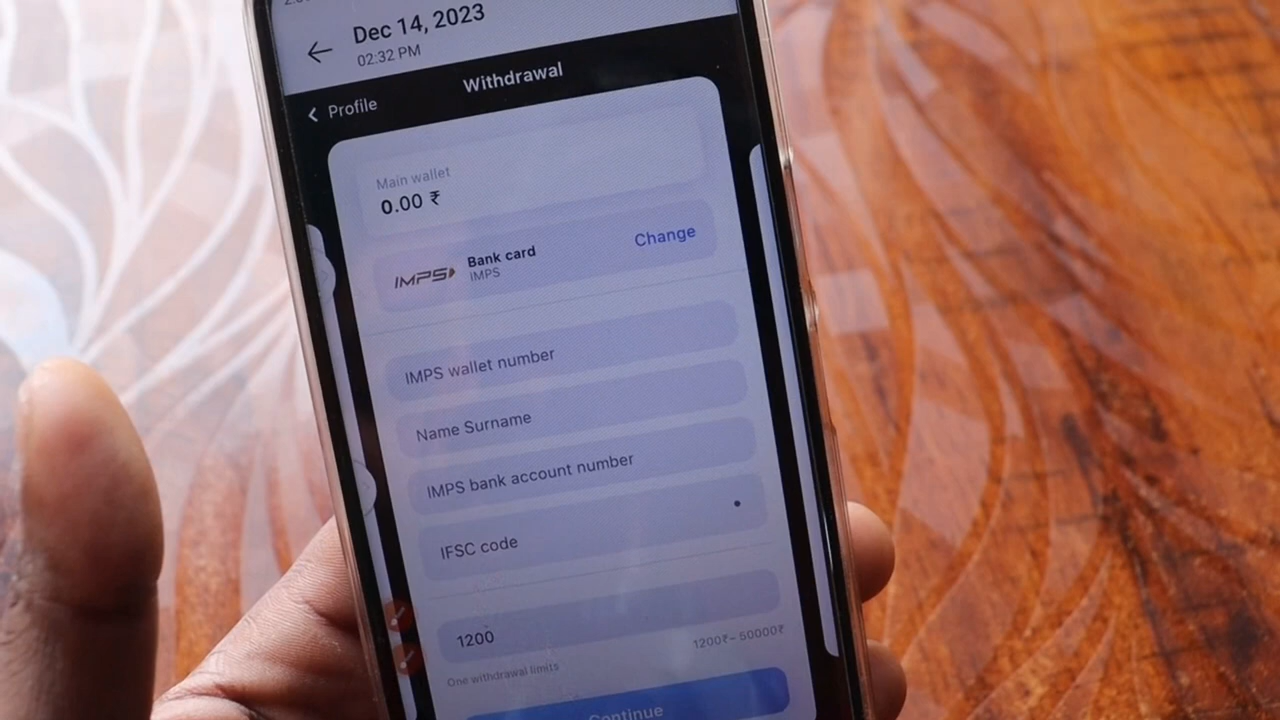 Dec 14, 2023
02:32 PM
Profile
Withdrawal
Main wallet
0.00 ₹
IMPS
Bank card
IMPS
Change
IMPS wallet number
Name Surname
IMPS bank account number
IFSC code
1200
One withdrawal limits
1200₹– 50000₹
Continue